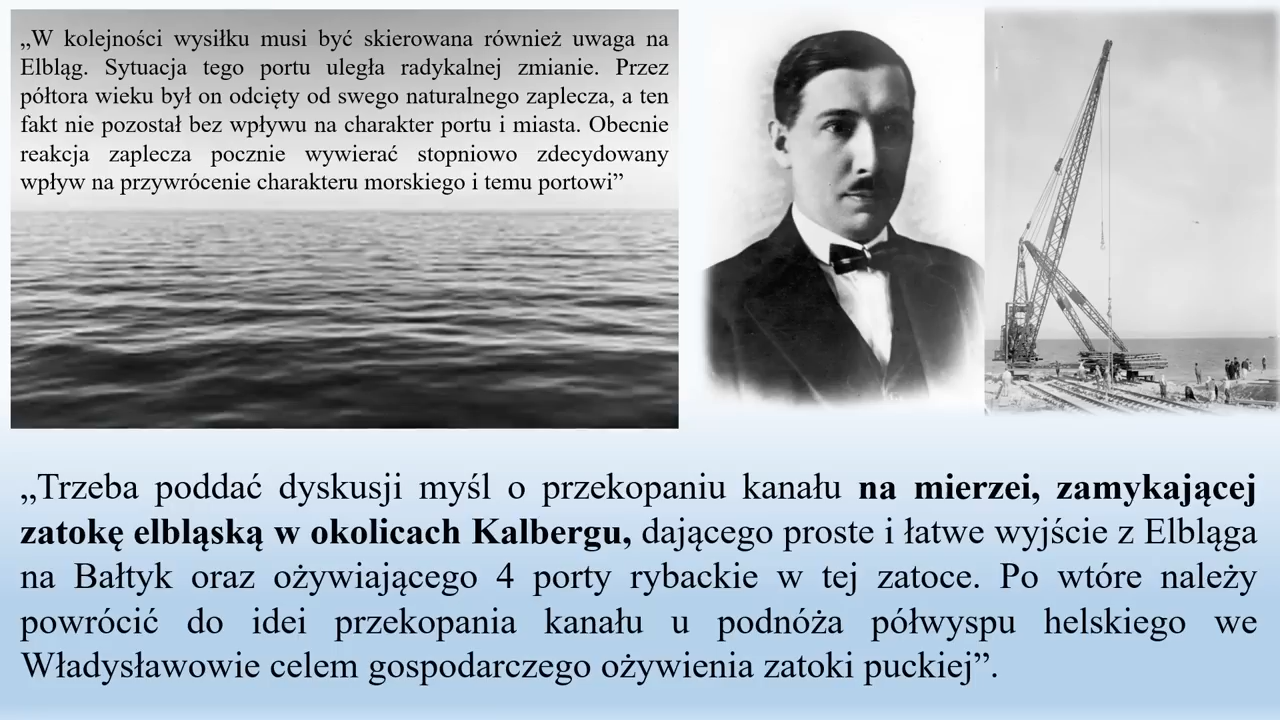 „W kolejności wysiłku musi być skierowana również uwaga na
Elbląg. Sytuacja tego portu uległa radykalnej zmianie. Przez
półtora wieku był on odcięty od swego naturalnego zaplecza, a ten
fakt nie pozostał bez wpływu na charakter portu i miasta. Obecnie
reakcja zaplecza pocznie wywierać stopniowo zdecydowany
wpływ na przywrócenie charakteru morskiego i temu portowi”
„Trzeba poddać dyskusji myśl o przekopaniu kanału na mierzei, zamykającej
zatokę elbląską w okolicach Kalbergu, dającego proste i łatwe wyjście z Elbląga
na Bałtyk oraz ożywiającego 4 porty rybackie w tej zatoce. Po wtóre należy
powrócić do idei przekopania kanału u podnóża półwyspu helskiego we
Władysławowie celem gospodarczego ożywienia zatoki puckiej”.